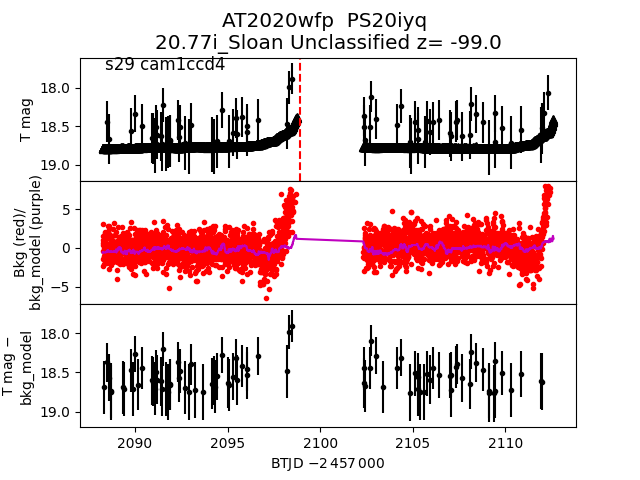 AT2020wfp  PS20iyq
20.77i_Sloan Unclassified z= -99.0
s29 cam1ccd4
T mag
18.0
18.5
19.0
Bkg (red)/
bkg_model (purple)
5
0
−5
T mag −
bkg_model
18.0
18.5
19.0
2090 2095 2100 2105 2110
BTJD −2 457 000